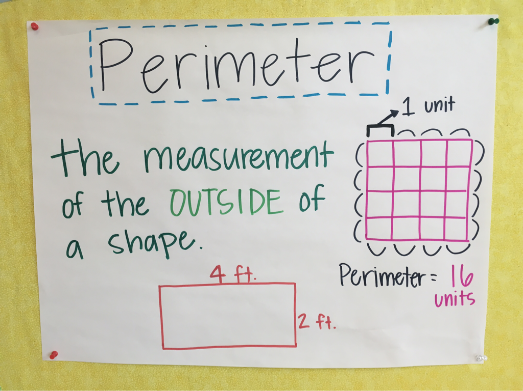 Perimeter
1 unit
the measurement
of the OUTSIDE of
a shape.
4 ft.
2 ft.
Perimeter = 16
units